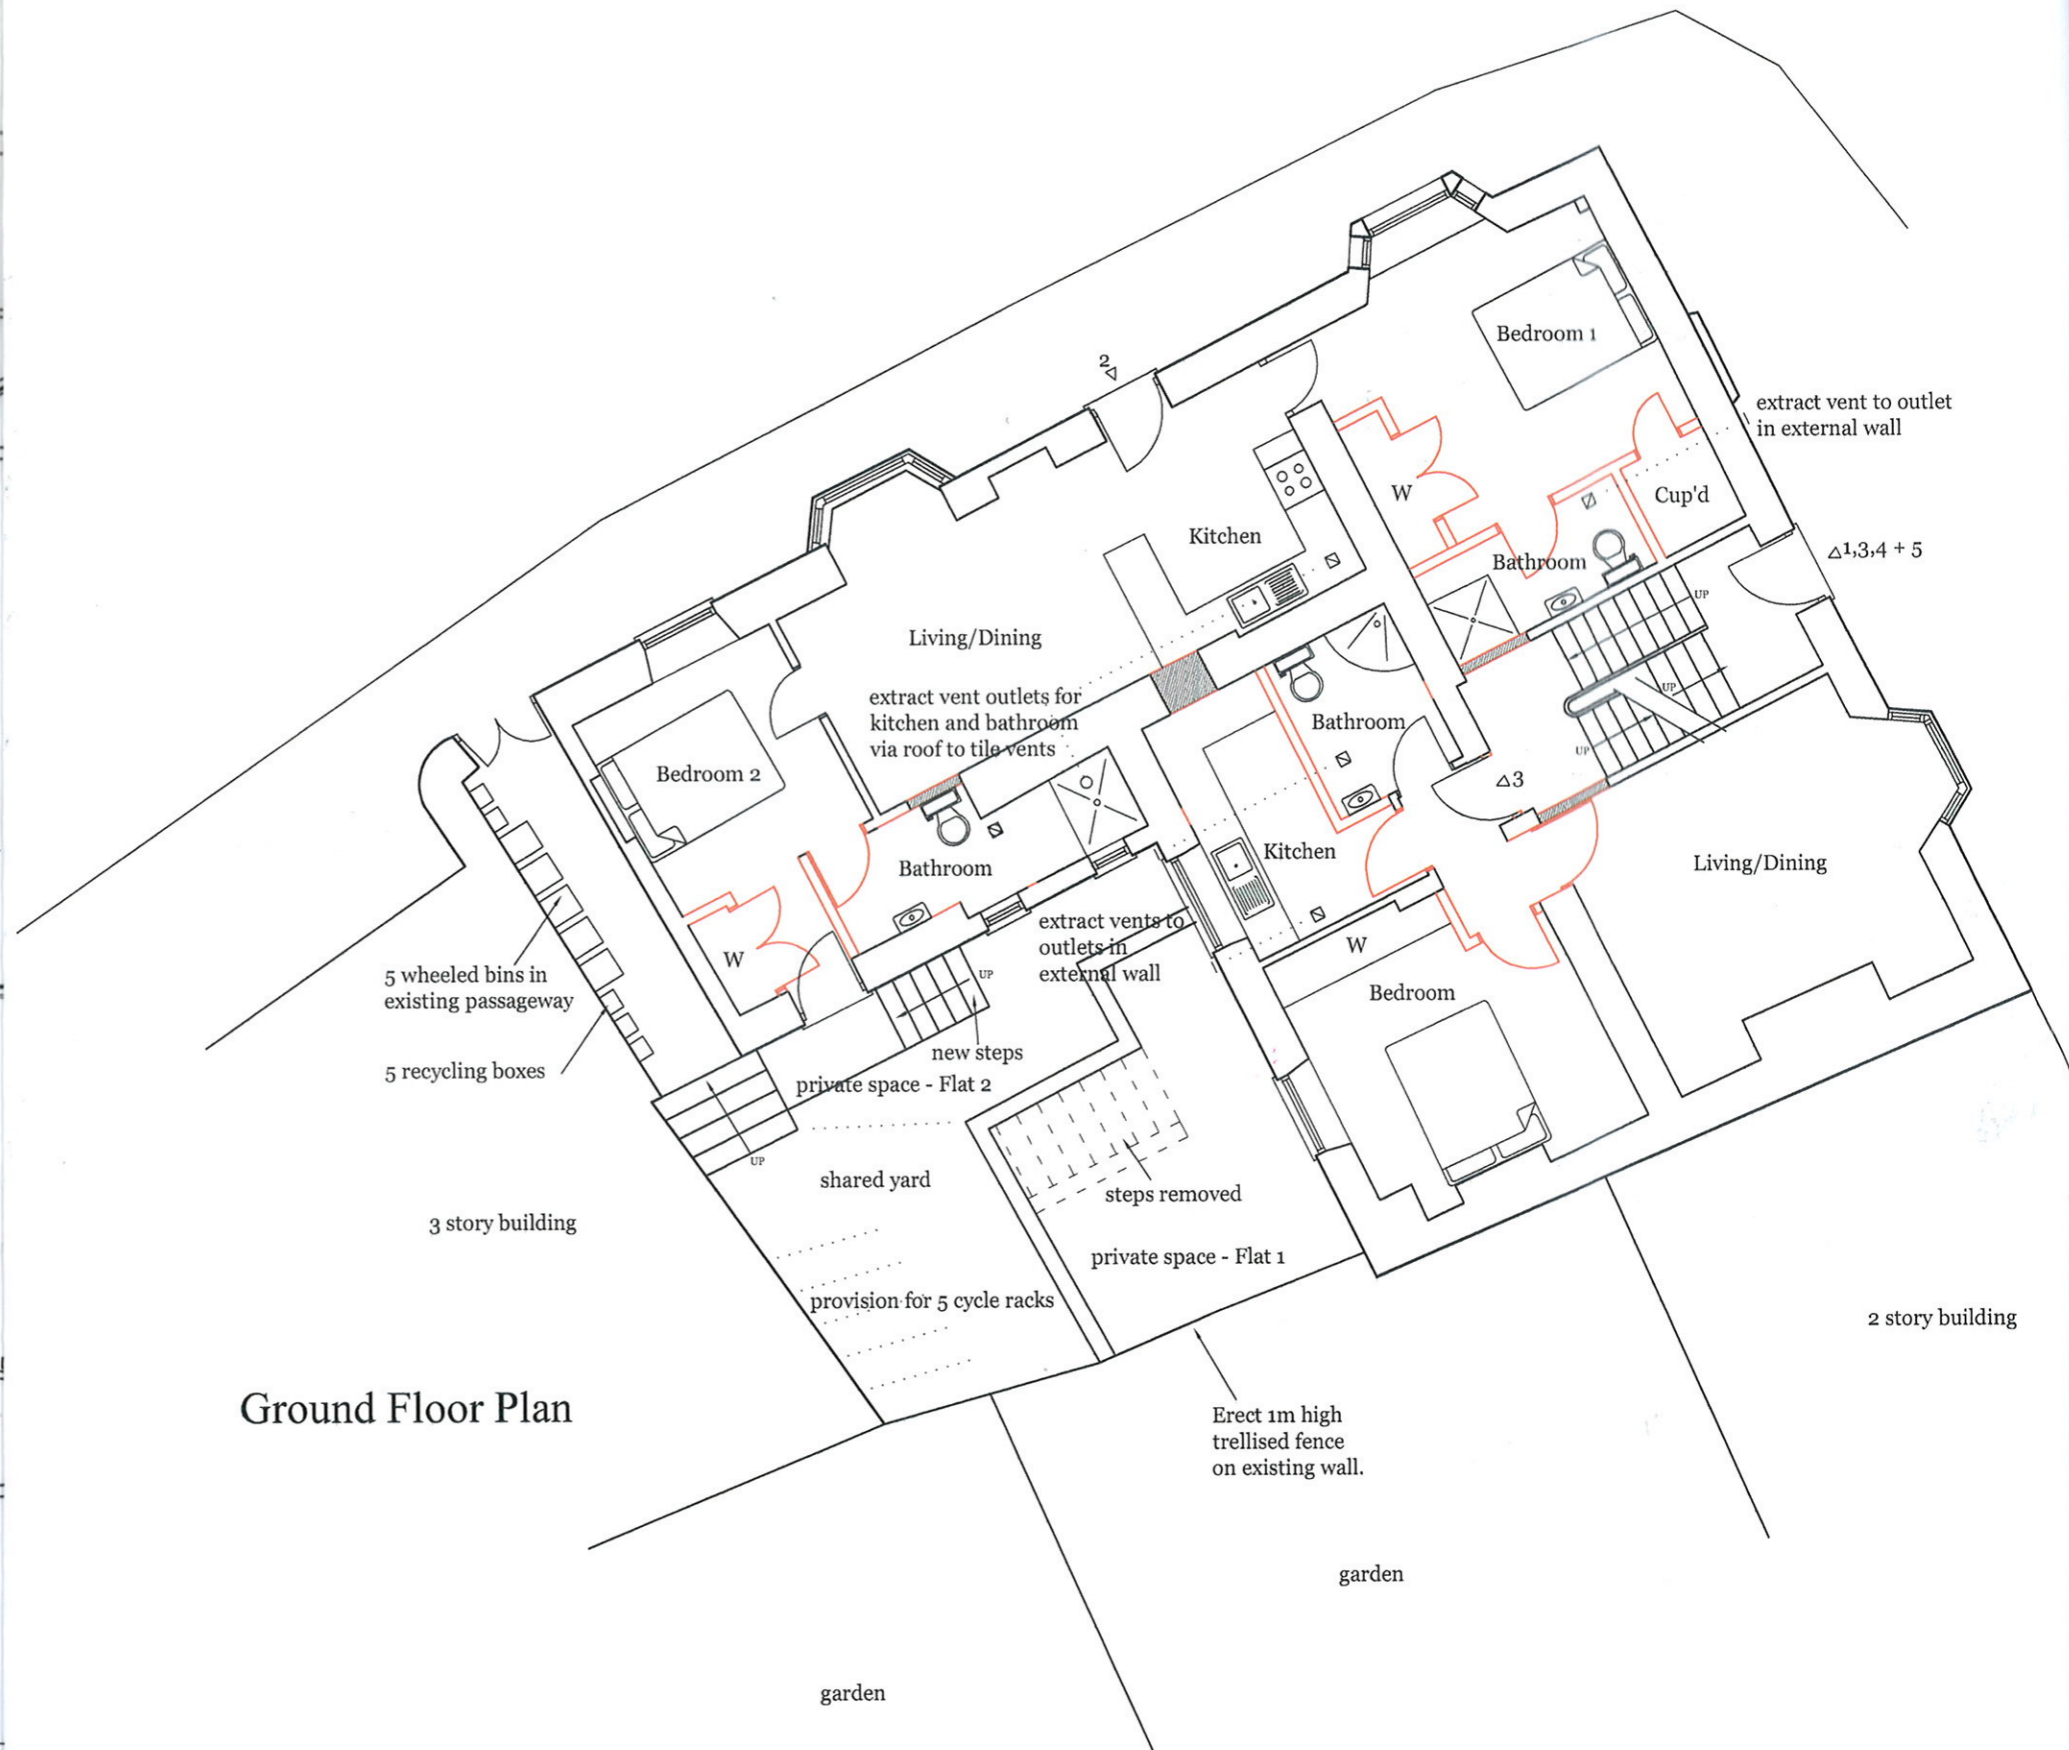 Bedroom 1
2
extract vent to outlet
in external wall
W
Cup'd
Kitchen
Bathroom
1,3,4 + 5
UP
Living/Dining
UP
extract vent outlets for
kitchen and bathroom
via roof to tile vents
Bathroom
UP
Bedroom 2
3
Kitchen
Living/Dining
Bathroom
extract vents to
outlets in
external wall
W
W
UP
5 wheeled bins in
existing passageway
Bedroom
new steps
5 recycling boxes
private space - Flat 2
UP
shared yard
steps removed
3 story building
private space - Flat 1
provision for 5 cycle racks
2 story building
Ground Floor Plan
Erect 1m high
trellised fence
on existing wall.
garden
garden